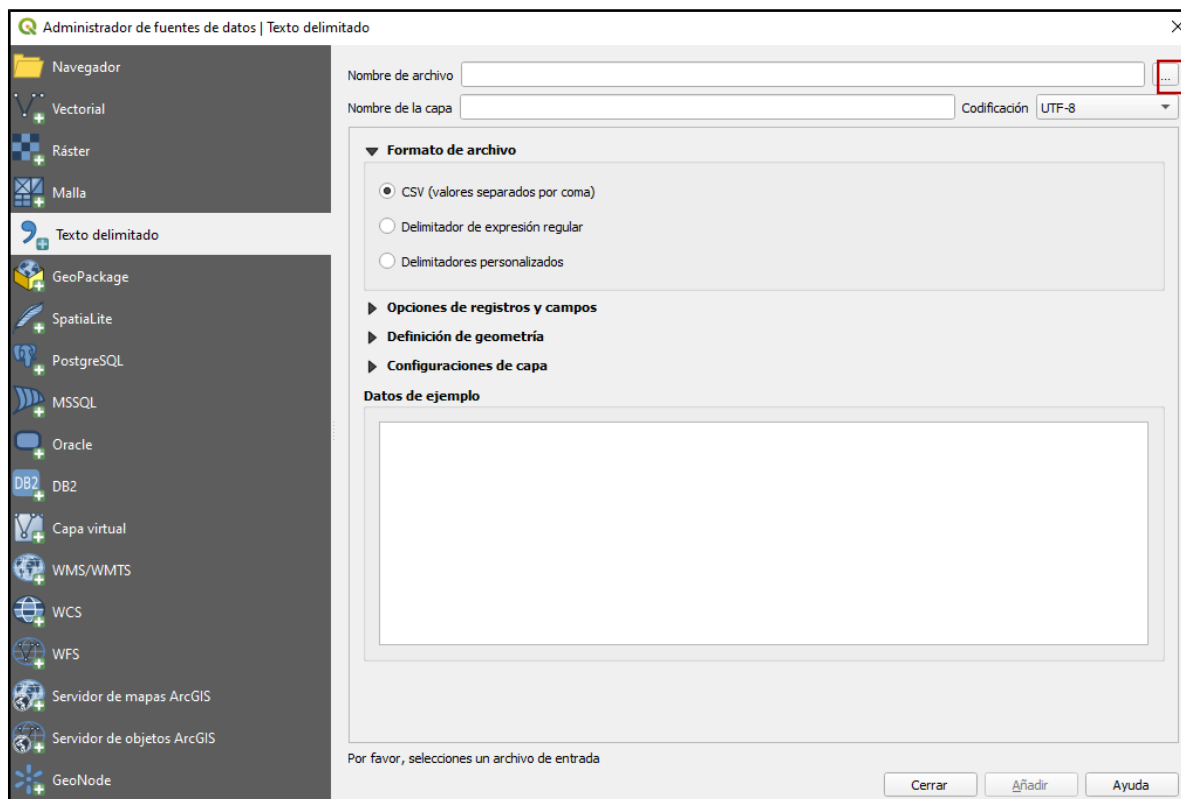 Administrador de fuentes de datos | Texto delimitado
Navegador
Vectorial
Ráster
Malla
Texto delimitado
GeoPackage
SpatiaLite
PostgreSQL
MSSQL
Oracle
DB2 DB2
Capa virtual
WMS/WMTS
WCS
WFS
Servidor de mapas ArcGIS
Servidor de objetos ArcGIS
GeoNode
Nombre de archivo ...
Nombre de la capa Codificación UTF-8
Formato de archivo
CSV (valores separados por coma)
Delimitador de expresión regular
Delimitadores personalizados
Opciones de registros y campos
Definición de geometría
Configuraciones de capa
Datos de ejemplo
Por favor, selecciones un archivo de entrada
Cerrar Añadir Ayuda